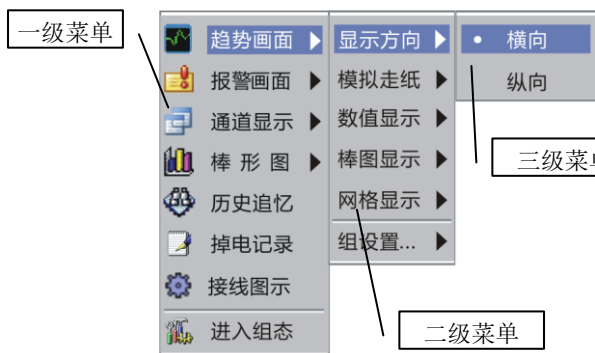 一级菜单
趋势画面
显示方向
横向
报警画面
模拟走纸
纵向
通道显示
数值显示
棒 形 图
棒图显示
三级菜
历史追忆
网格显示
掉电记录
组设置...
接线图示
进入组态
二级菜单